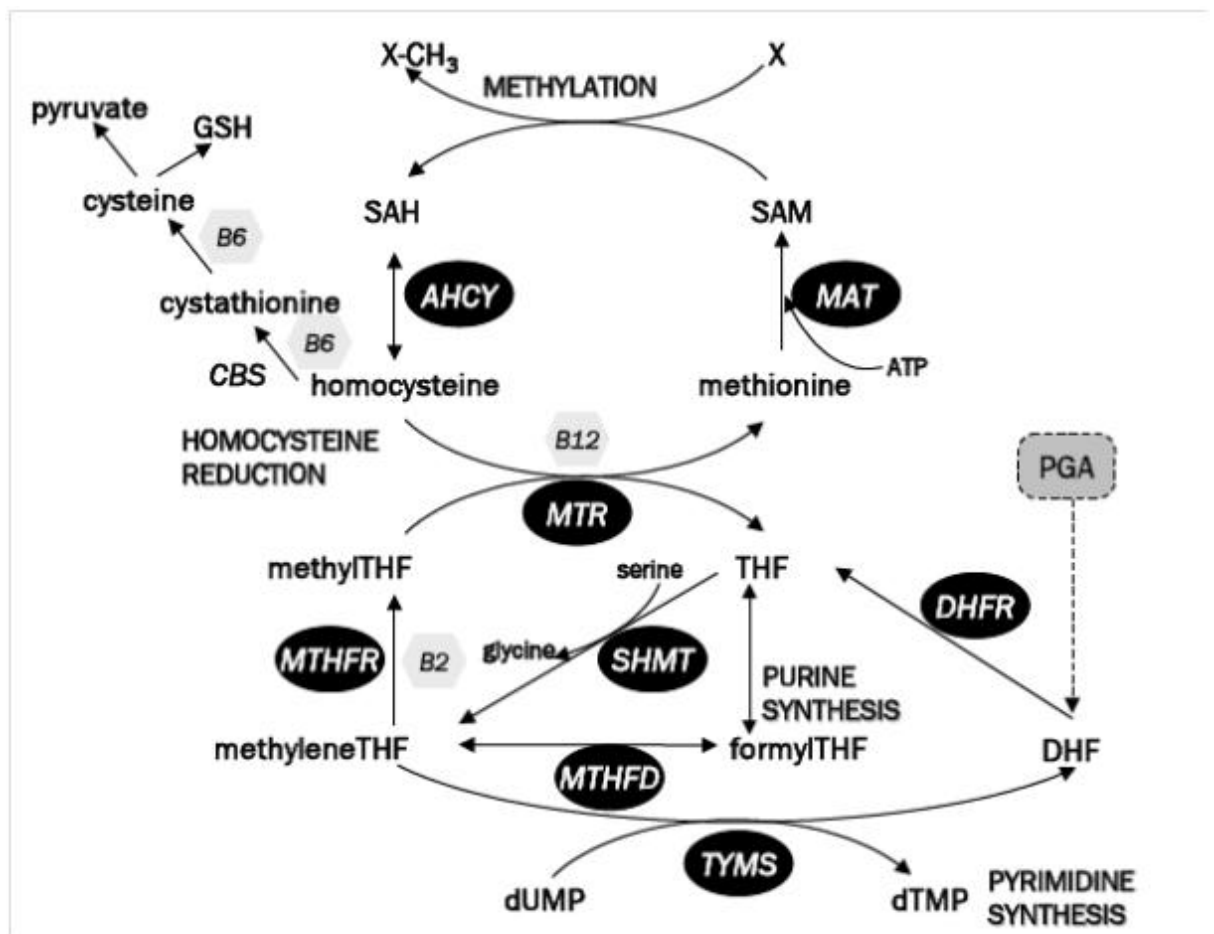 X-CH₃
X
METHYLATION
pyruvate
GSH
cysteine
SAH
SAM
B6
cystathionine
AHCY
MAT
B6
CBS
ATP
homocysteine
methionine
HOMOCYSTEINE
REDUCTION
B12
PGA
MTR
methylTHF
serine
THF
DHFR
MTHFR
B2
glycine
SHMT
PURINE
SYNTHESIS
methyleneTHF
formylTHF
DHF
MTHFD
TYMS
dUMP
dTMP
PYRIMIDINE
SYNTHESIS